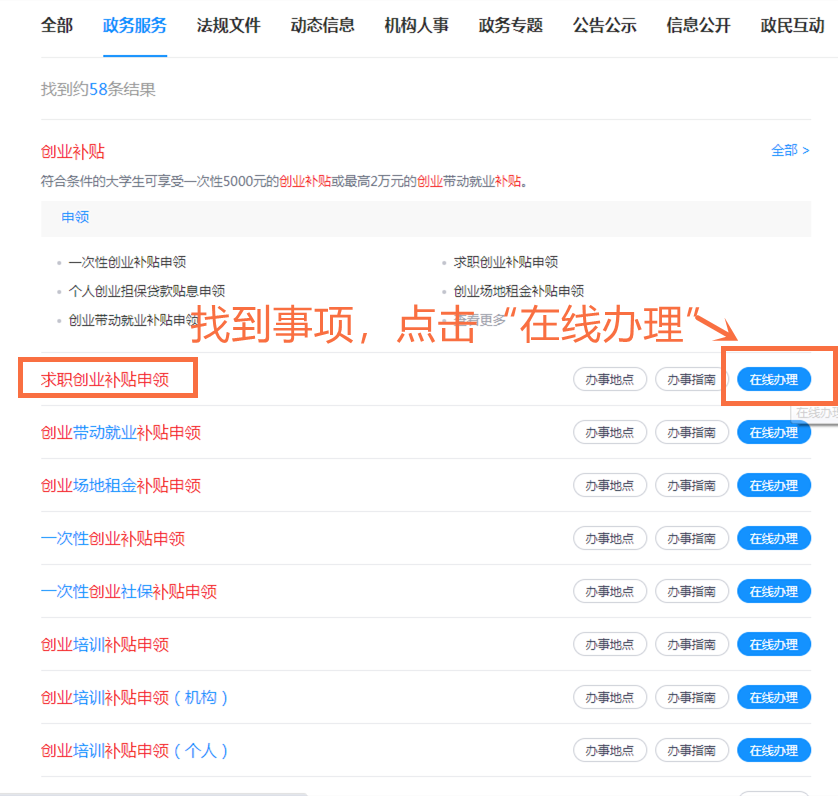 全部 政务服务 法规文件 动态信息 机构人事 政务专题 公告公示 信息公开 政民互动
找到约58条结果
创业补贴 全部 >
符合条件的大学生可享受一次性5000元的创业补贴或最高2万元的创业带动就业补贴。
申领
一次性创业补贴申领 求职创业补贴申领
个人创业担保贷款贴息申领 创业场地租金补贴申领
创业带动就业补贴申领 查看更多
找到事项，点击“在线办理”
求职创业补贴申领 办事地点 办事指南 在线办理
在线办理
创业带动就业补贴申领 办事地点 办事指南 在线办理
创业场地租金补贴申领 办事地点 办事指南 在线办理
一次性创业补贴申领 办事地点 办事指南 在线办理
一次性创业社保补贴申领 办事地点 办事指南 在线办理
创业培训补贴申领 办事地点 办事指南 在线办理
创业培训补贴申领（机构） 办事地点 办事指南 在线办理
创业培训补贴申领（个人） 办事地点 办事指南 在线办理